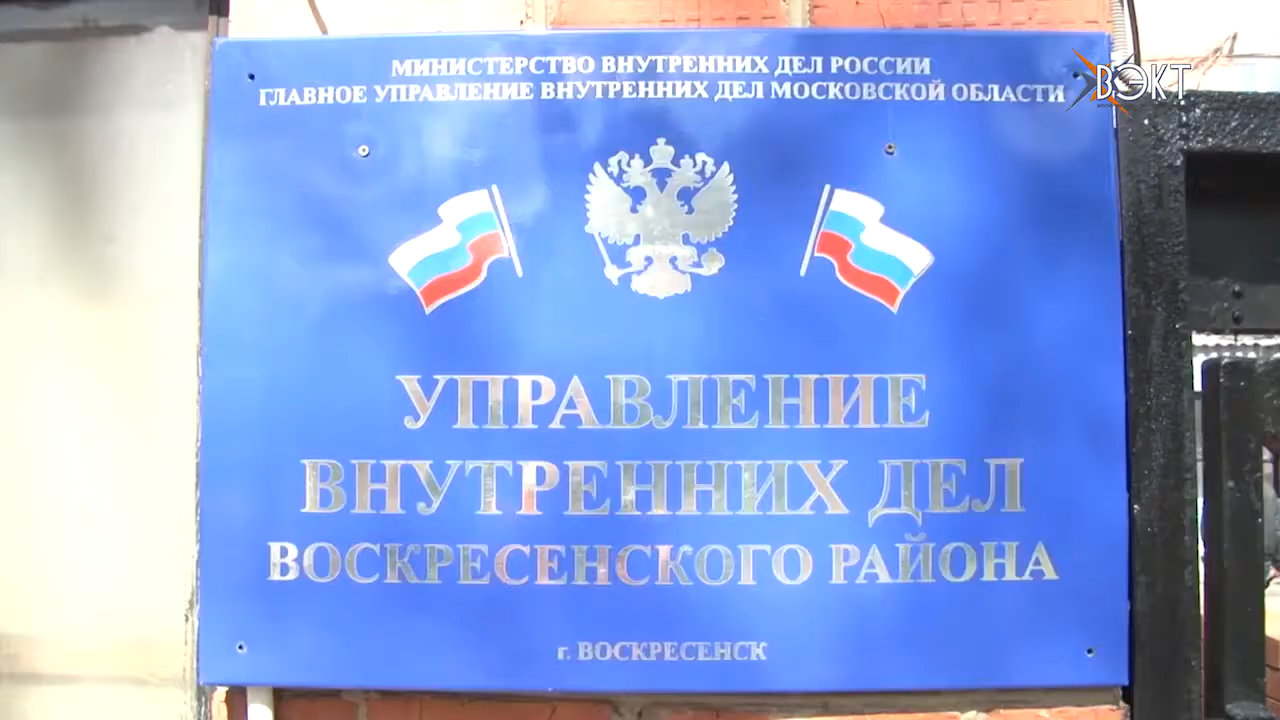 МИНИСТЕРСТВО ВНУТРЕННИХ ДЕЛ РОССИИ
ГЛАВНОЕ УПРАВЛЕНИЕ ВНУТРЕННИХ ДЕЛ МОСКОВСКОЙ ОБЛАСТИ
ВЭКТ
УПРАВЛЕНИЕ
ВНУТРЕННИХ ДЕЛ
ВОСКРЕСЕНСКОГО РАЙОНА
г. ВОСКРЕСЕНСК